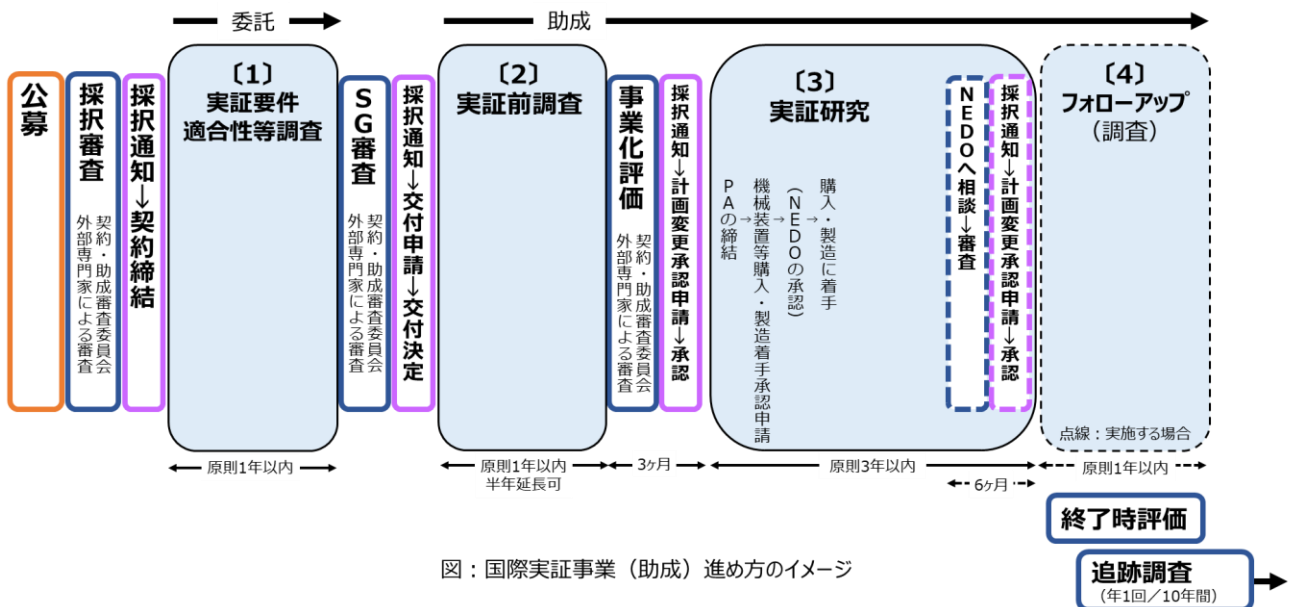 委託
助成
公募
採択審査
契約・助成審査委員会
外部専門家による審査
採択通知→契約締結
〔1〕
実証要件
適合性等調査
SG審査
契約・助成審査委員会
外部専門家による審査
採択通知→交付申請→交付決定
〔2〕
実証前調査
事業化評価
契約・助成審査委員会
外部専門家による審査
採択通知→計画変更承認申請→承認
〔3〕
実証研究
PAの締結
→
機械装置等購入・製造着手承認申請
→
(NEDOの承認)
→
購入・製造に着手
NEDOへ相談→審査
採択通知→計画変更承認申請→承認
〔4〕
フォローアップ
(調査)
点線：実施する場合
原則1年以内
原則1年以内
半年延長可
3ヶ月
原則3年以内
6ヶ月
原則1年以内
終了時評価
追跡調査
(年1回／10年間)
図：国際実証事業（助成）進め方のイメージ